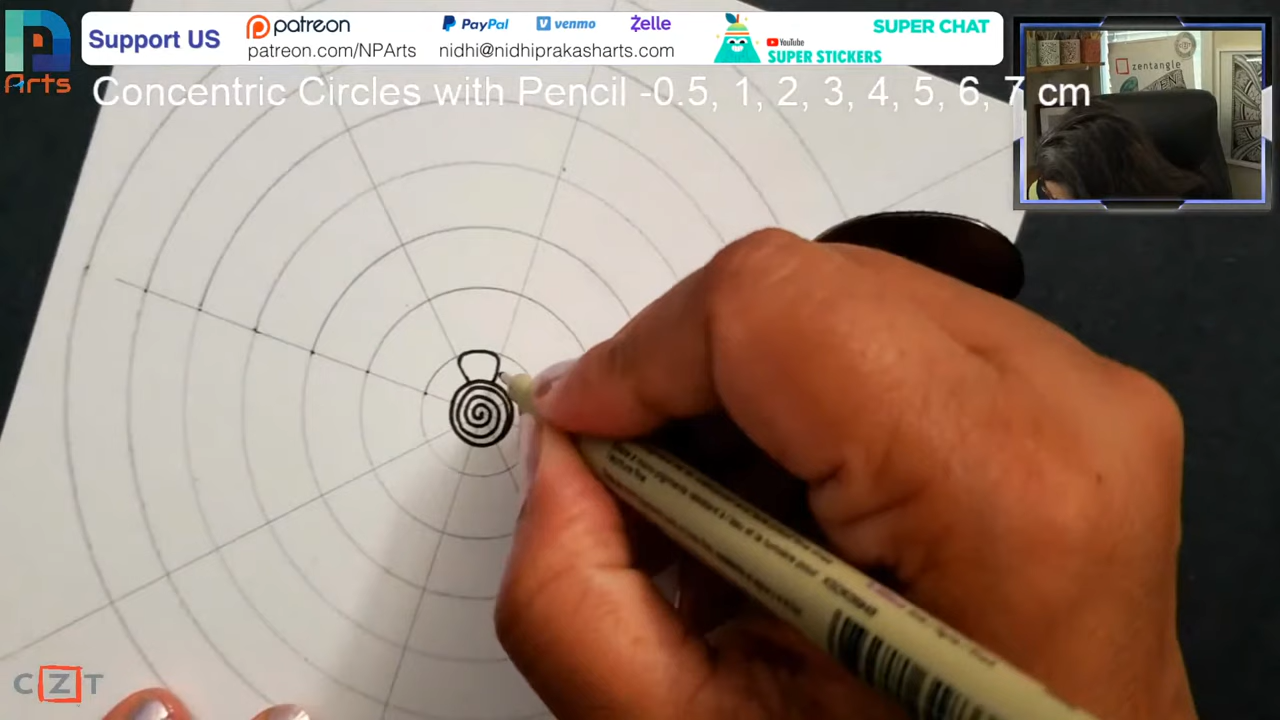 Arts
Support US
patreon
patreon.com/NPArts
PayPal
venmo
Zelle
nidhi@nidhiprakasharts.com
YouTube
SUPER STICKERS
SUPER CHAT
Concentric Circles with Pencil -0.5, 1, 2, 3, 4, 5, 6, 7 cm
zentangle
CZT